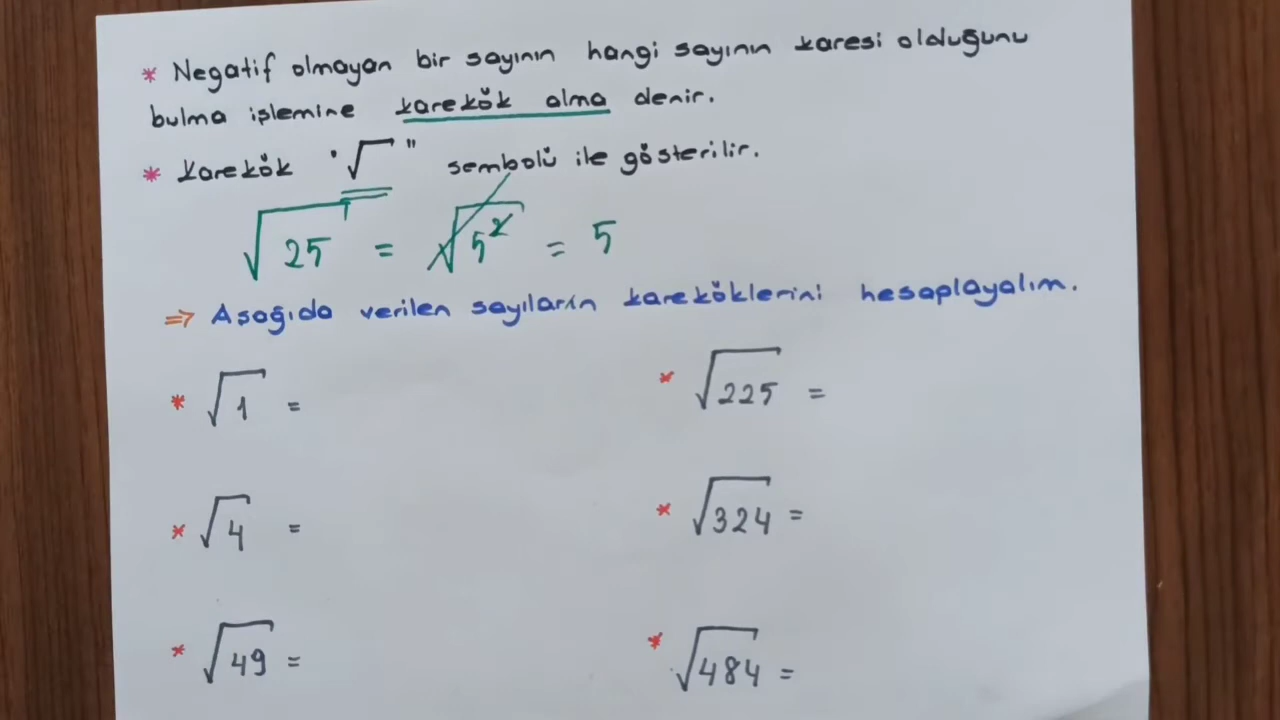 * Negatif olmayan bir sayının hangi sayının karesi olduğunu
bulma işlemine karekök alma denir.
* Karekök "√" sembolü ile gösterilir.
√25 = √5² = 5
⇒ Aşağıda verilen sayıların kareköklerini hesaplayalım.
* √1 =
* √225 =
* √4 =
* √324 =
* √49 =
* √484 =